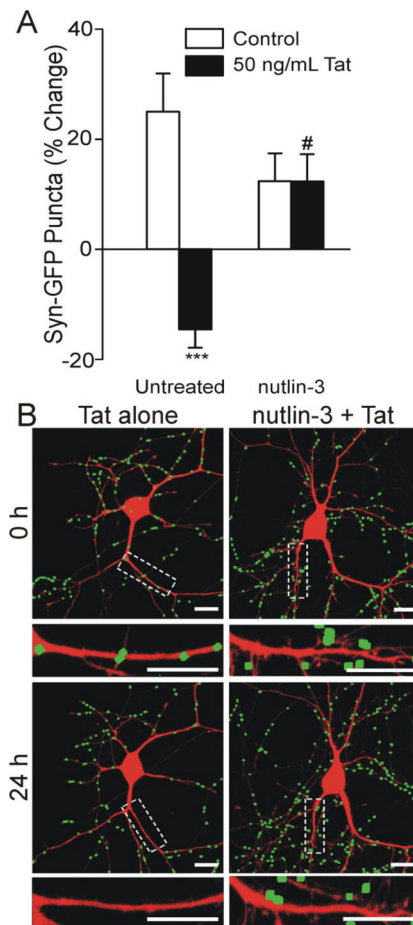 A
Control
50 ng/mL Tat
Syn-GFP Puncta (% Change)
40
20
0
-20
#
***
Untreated nutlin-3
B
Tat alone nutlin-3 + Tat
0 h
24 h